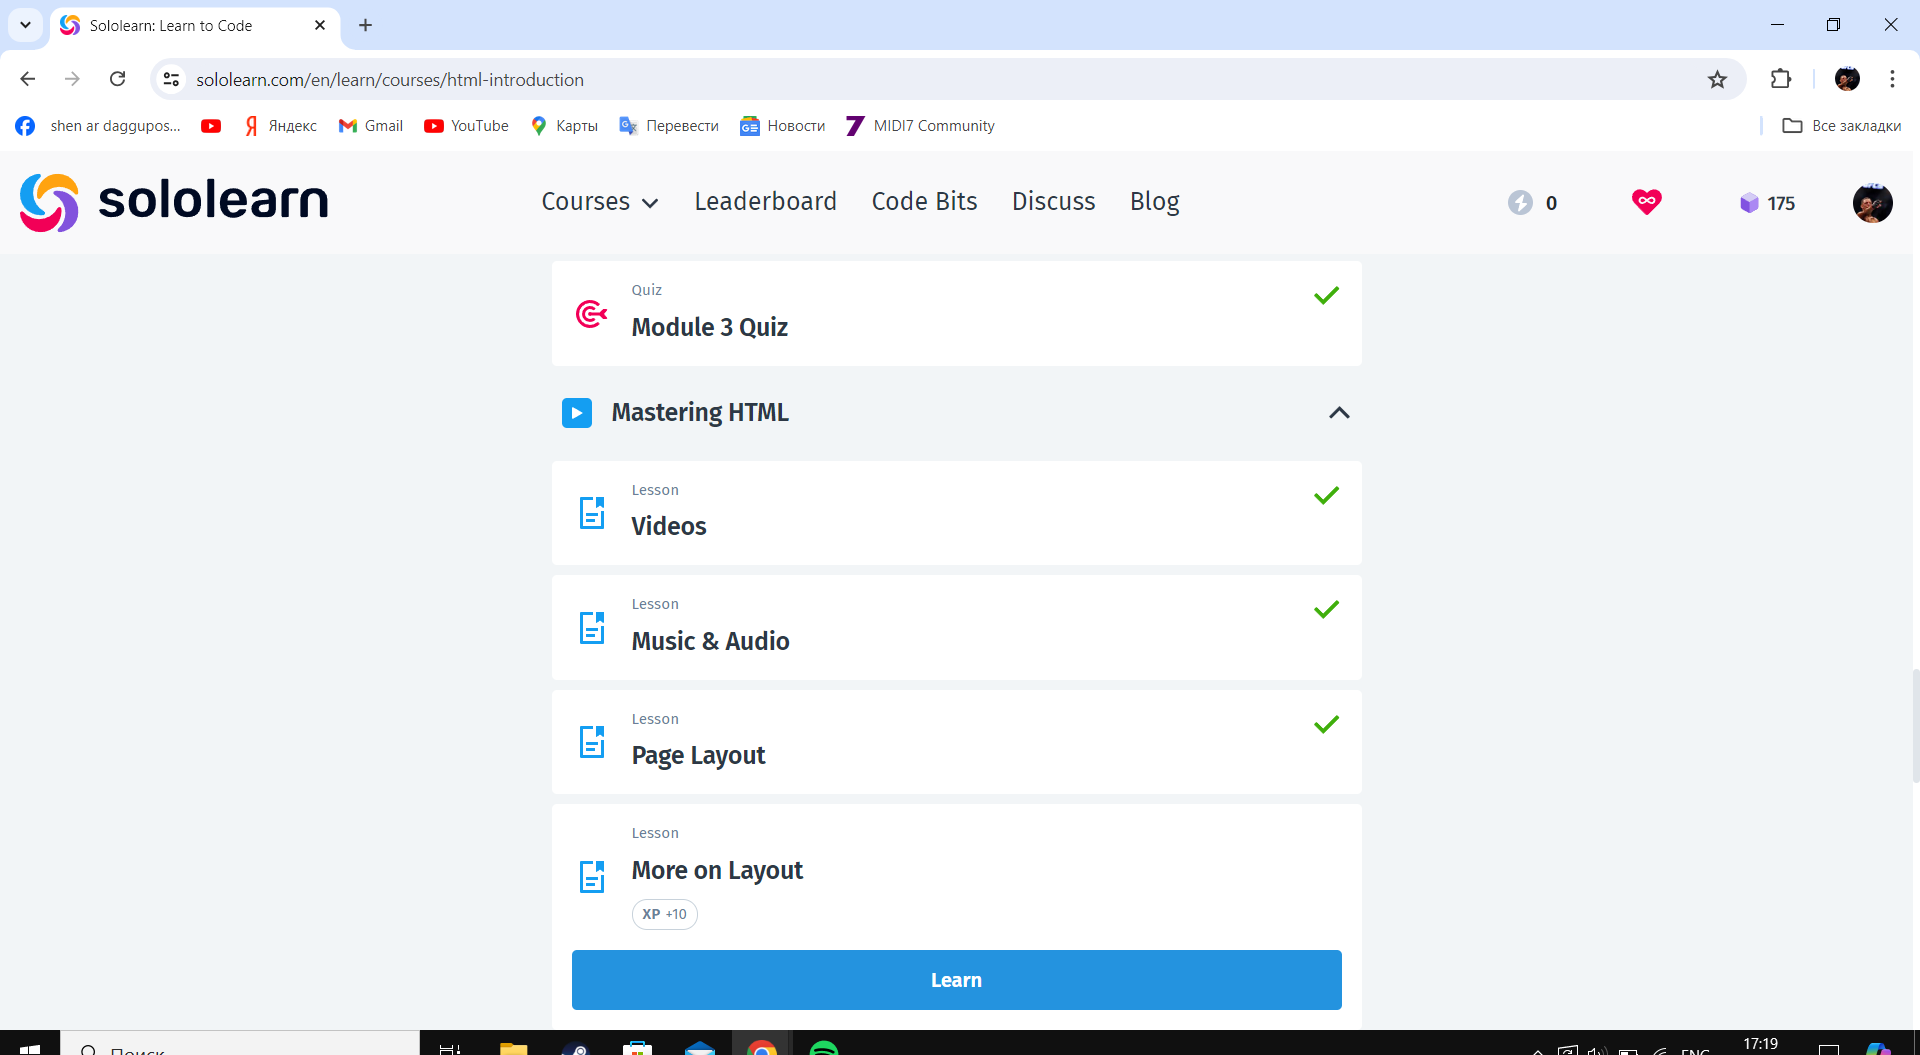 Sololearn: Learn to Code
sololearn.com/en/learn/courses/html-introduction
shen ar daggupos...
Яндекс
Gmail
YouTube
Карты
Перевести
Новости
MIDI7 Community
Все закладки
sololearn
Courses
Leaderboard
Code Bits
Discuss
Blog
0
175
Quiz
Module 3 Quiz
Mastering HTML
Lesson
Videos
Lesson
Music & Audio
Lesson
Page Layout
Lesson
More on Layout
XP +10
Learn
Поиск
ENG
17:19